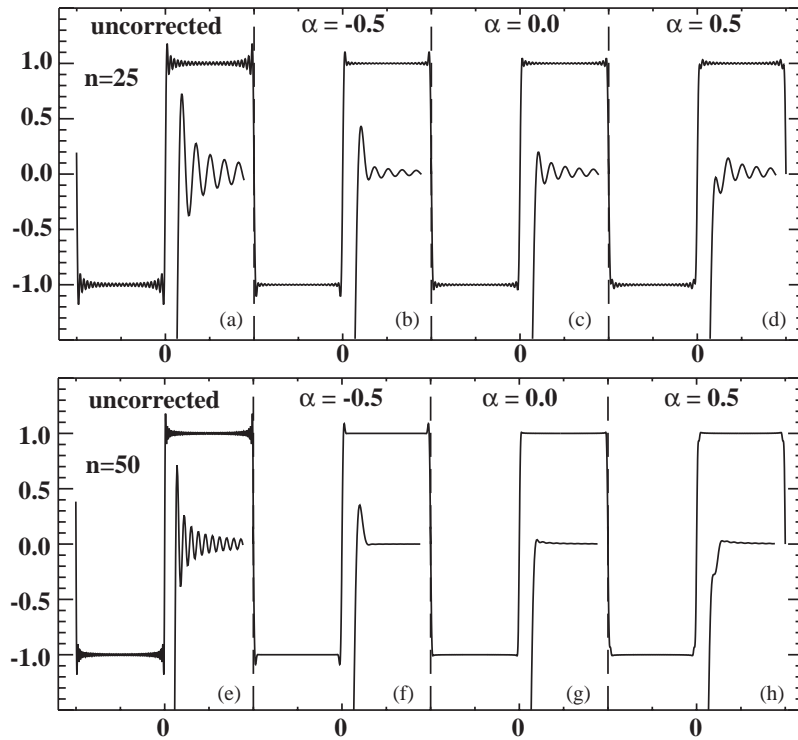 uncorrected α = -0.5 α = 0.0 α = 0.5
1.0
n=25
0.5
0.0
-0.5
-1.0
(a) (b) (c) (d)
0 0 0 0
uncorrected α = -0.5 α = 0.0 α = 0.5
1.0
n=50
0.5
0.0
-0.5
-1.0
(e) (f) (g) (h)
0 0 0 0